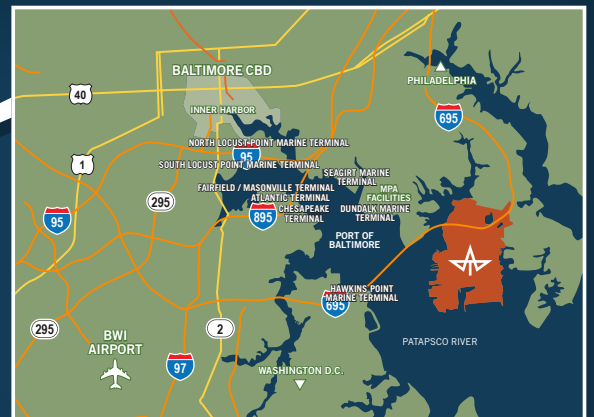 BALTIMORE CBD
40
PHILADELPHIA
INNER HARBOR
695
NORTH LOCUST POINT MARINE TERMINAL
95
1
SOUTH LOCUST POINT MARINE TERMINAL
SEAGIRT MARINE
TERMINAL
FAIRFIELD / MASONVILLE TERMINAL
MPA
FACILITIES
ATLANTIC TERMINAL
295
CHESAPEAKE
TERMINAL
DUNDALK MARINE
TERMINAL
95
895
PORT OF
BALTIMORE
HAWKINS POINT
MARINE TERMINAL
695
295
2
BWI
AIRPORT
PATAPSCO RIVER
97
WASHINGTON D.C.